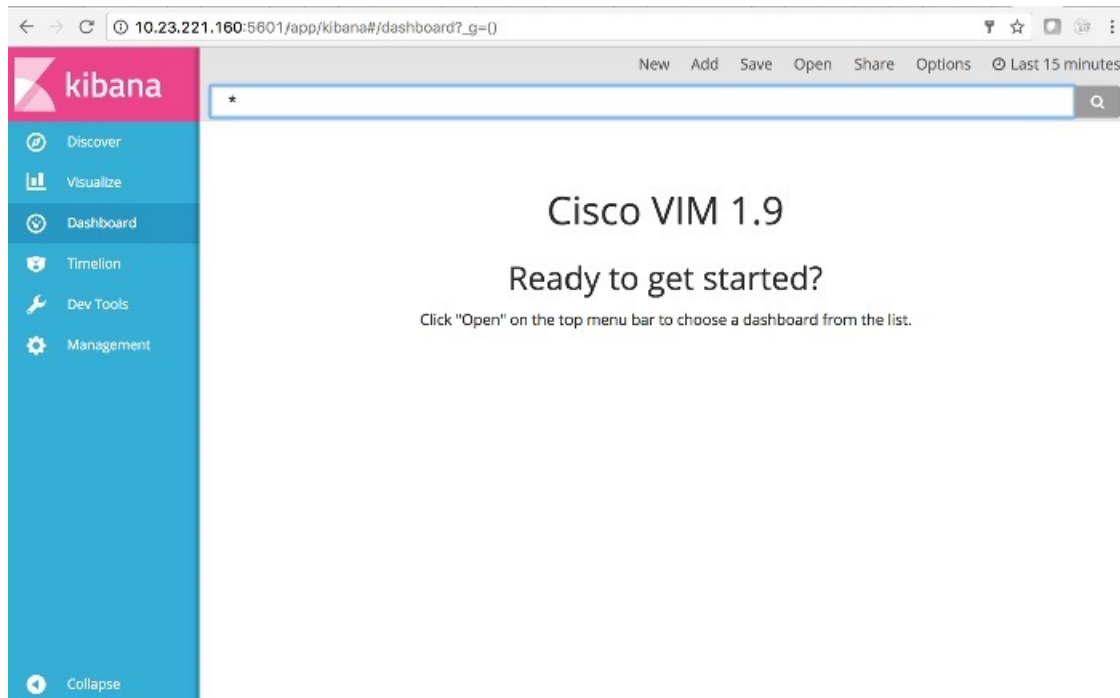 10.23.221.160:5601/app/kibana#/dashboard?_g=()
kibana
New Add Save Open Share Options Last 15 minutes
*
Discover
Visualize
Dashboard
Timelion
Dev Tools
Management
Cisco VIM 1.9
Ready to get started?
Click "Open" on the top menu bar to choose a dashboard from the list.
Collapse